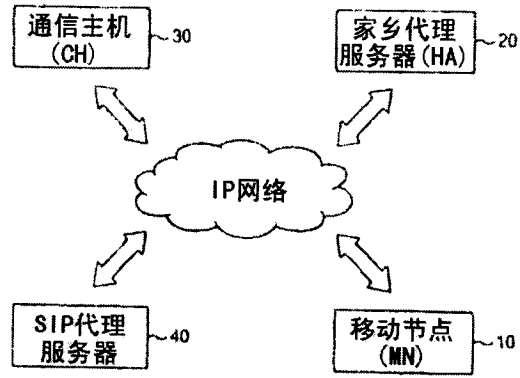 通信主机
(CH)
30
家乡代理
服务器(HA)
20
IP网络
SIP代理
服务器
40
移动节点
(MN)
10